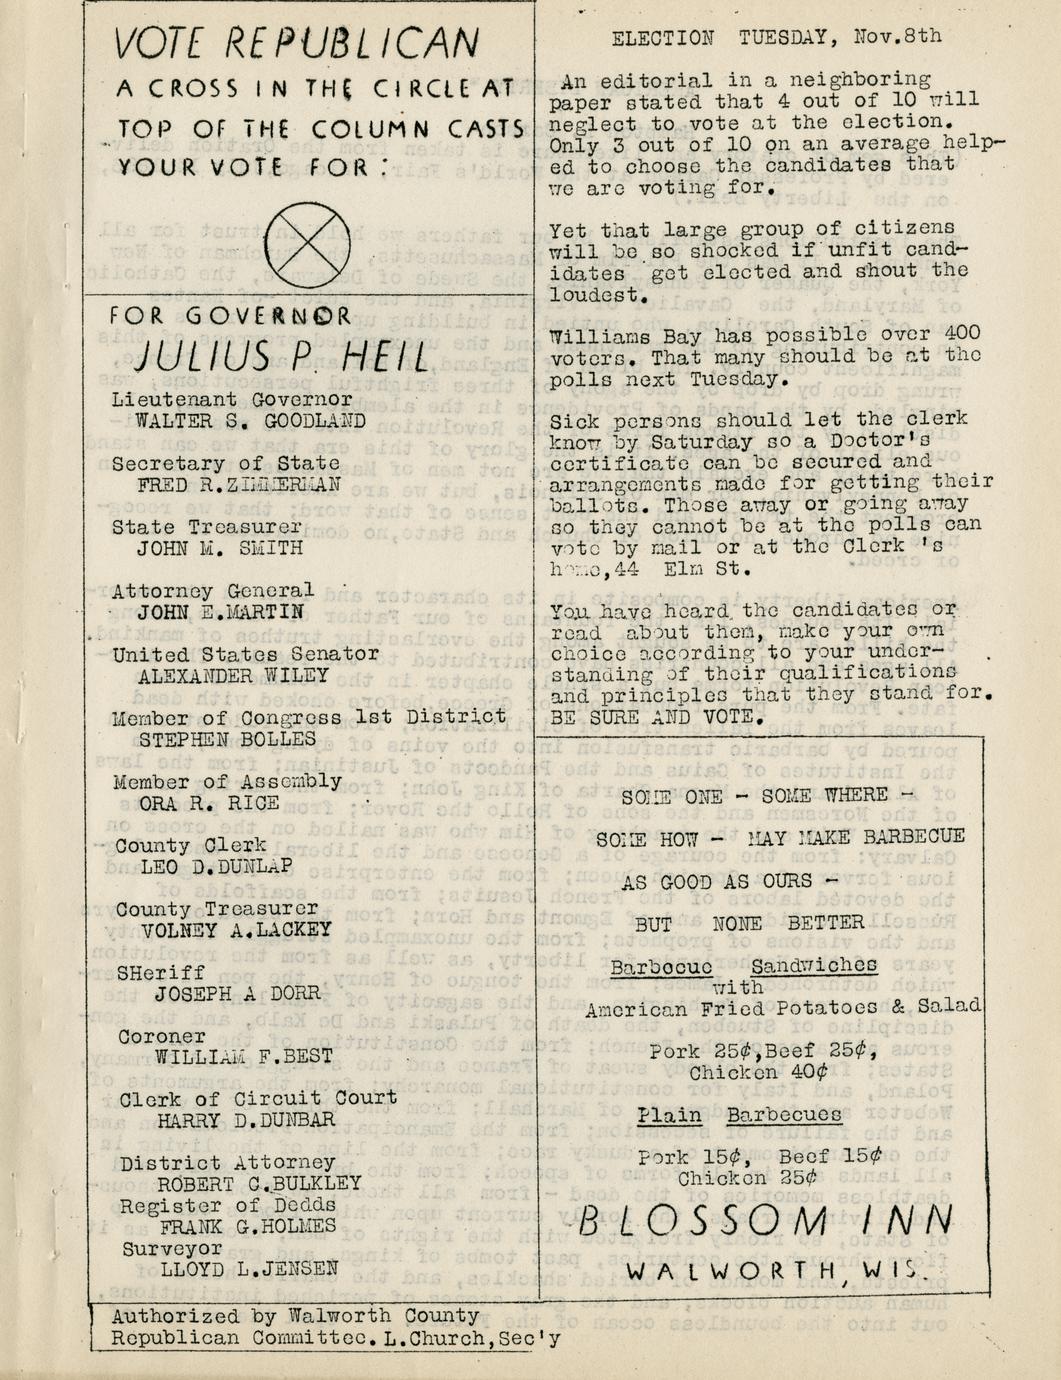 VOTE REPUBLICAN
A CROSS IN THE CIRCLE AT
TOP OF THE COLUMN CASTS
YOUR VOTE FOR :
FOR GOVERNOR
JULIUS P. HEIL
Lieutenant Governor
WALTER S. GOODLAND
Secretary of State
FRED R.ZIMMERMAN
State Treasurer
JOHN M. SMITH
Attorney General
JOHN E.MARTIN
United States Senator
ALEXANDER WILEY
Member of Congress 1st District
STEPHEN BOLLES
Member of Assembly
ORA R. RICE
County Clerk
LEO D.DUNLAP
County Treasurer
VOLNEY A.LACKEY
SHeriff
JOSEPH A DORR
Coroner
WILLIAM F.BEST
Clerk of Circuit Court
HARRY D.DUNBAR
District Attorney
ROBERT C.BULKLEY
Register of Dedds
FRANK G.HOLMES
Surveyor
LLOYD L.JENSEN
Authorized by Walworth County
Republican Committee. L.Church,Sec'y
ELECTION TUESDAY, Nov.8th
An editorial in a neighboring
paper stated that 4 out of 10 will
neglect to vote at the election.
Only 3 out of 10 on an average help-
ed to choose the candidates that
we are voting for.
Yet that large group of citizens
will be so shocked if unfit cand-
idates get elected and shout the
loudest.
Williams Bay has possible over 400
voters. That many should be at the
polls next Tuesday.
Sick persons should let the clerk
know by Saturday so a Doctor's
certificate can be secured and
arrangements made for getting their
ballots. Those away or going away
so they cannot be at the polls can
vote by mail or at the Clerk 's
home,44 Elm St.
You have heard the candidates or
read about them, make your own
choice according to your under-
standing of their qualifications
and principles that they stand for.
BE SURE AND VOTE.
SOME ONE - SOME WHERE -
SOME HOW - MAY MAKE BARBECUE
AS GOOD AS OURS -
BUT NONE BETTER
Barbecue Sandwiches
with
American Fried Potatoes & Salad
Pork 25¢,Beef 25¢,
Chicken 40¢
Plain Barbecues
Pork 15¢, Beef 15¢
Chicken 25¢
BLOSSOM INN
WALWORTH, WIS.